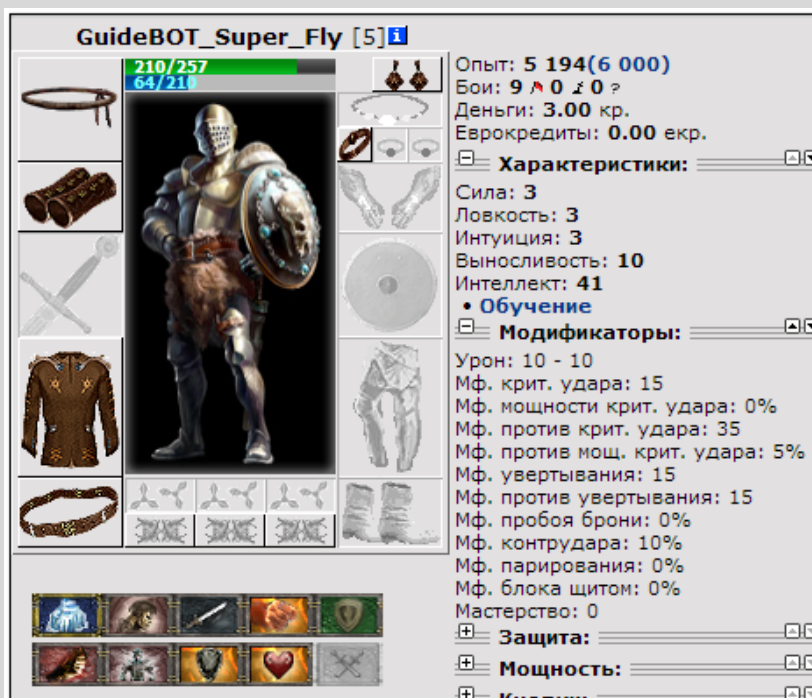 GuideBOT_Super_Fly [5]
210/257
64/210
Опыт: 5 194(6 000)
Бои: 9 0 0 ?
Деньги: 3.00 кр.
Еврокредиты: 0.00 екр.
Характеристики:
Сила: 3
Ловкость: 3
Интуиция: 3
Выносливость: 10
Интеллект: 41
• Обучение
Модификаторы:
Урон: 10 - 10
Мф. крит. удара: 15
Мф. мощности крит. удара: 0%
Мф. против крит. удара: 35
Мф. против мощ. крит. удара: 5%
Мф. увертывания: 15
Мф. против увертывания: 15
Мф. пробоя брони: 0%
Мф. контрудара: 10%
Мф. парирования: 0%
Мф. блока щитом: 0%
Мастерство: 0
Защита:
Мощность: